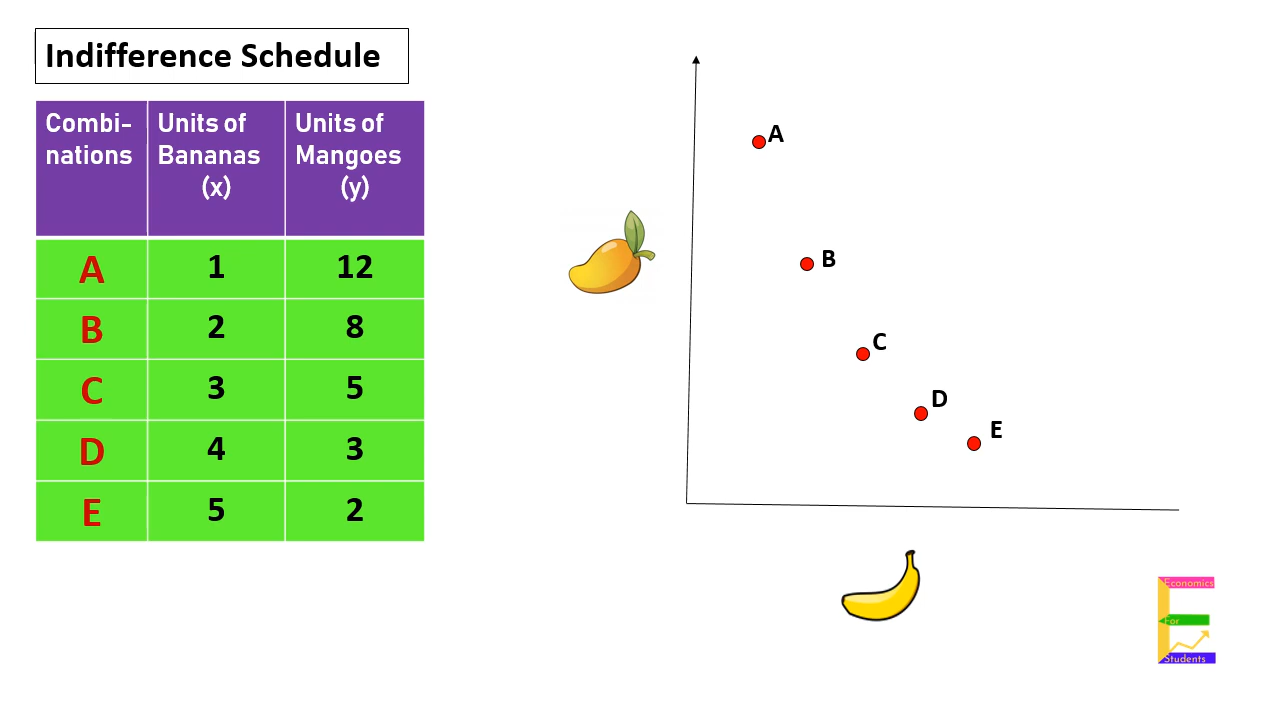 Indifference Schedule
Combi- Units of Units of
nations Bananas Mangoes
(x) (y)
A 1 12
B 2 8
C 3 5
D 4 3
E 5 2
A
B
C
D
E
Economics
For
Students